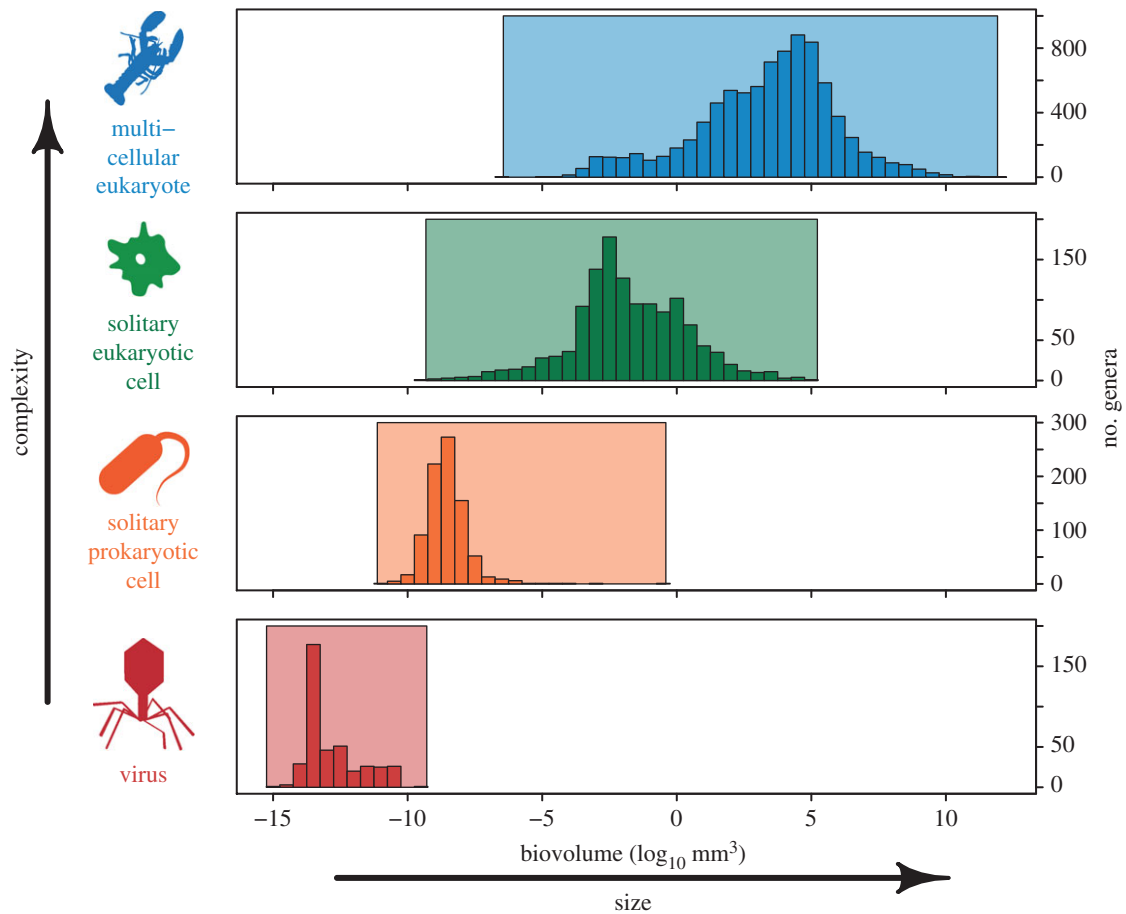 multi–
cellular
eukaryote
800
400
0
solitary
eukaryotic
cell
150
50
0
complexity
no. genera
solitary
prokaryotic
cell
300
200
100
0
virus
150
50
0
−15 −10 −5 0 5 10
biovolume (log10 mm³)
size